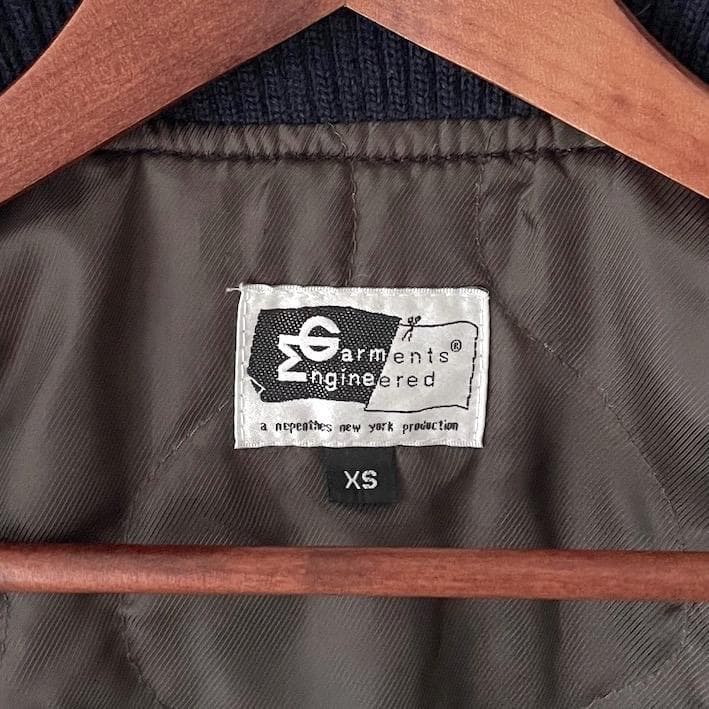 Garments®
Engineered
a nepenthes new york production
XS